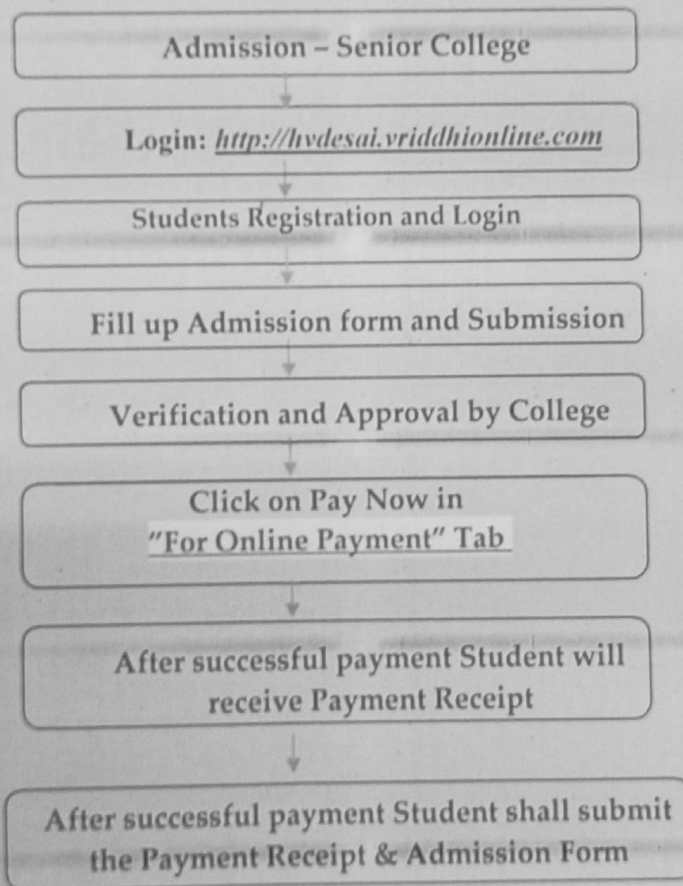 Admission – Senior College
Login: http://hvdesai.vriddhionline.com
Students Registration and Login
Fill up Admission form and Submission
Verification and Approval by College
Click on Pay Now in
"For Online Payment" Tab
After successful payment Student will
receive Payment Receipt
After successful payment Student shall submit
the Payment Receipt & Admission Form